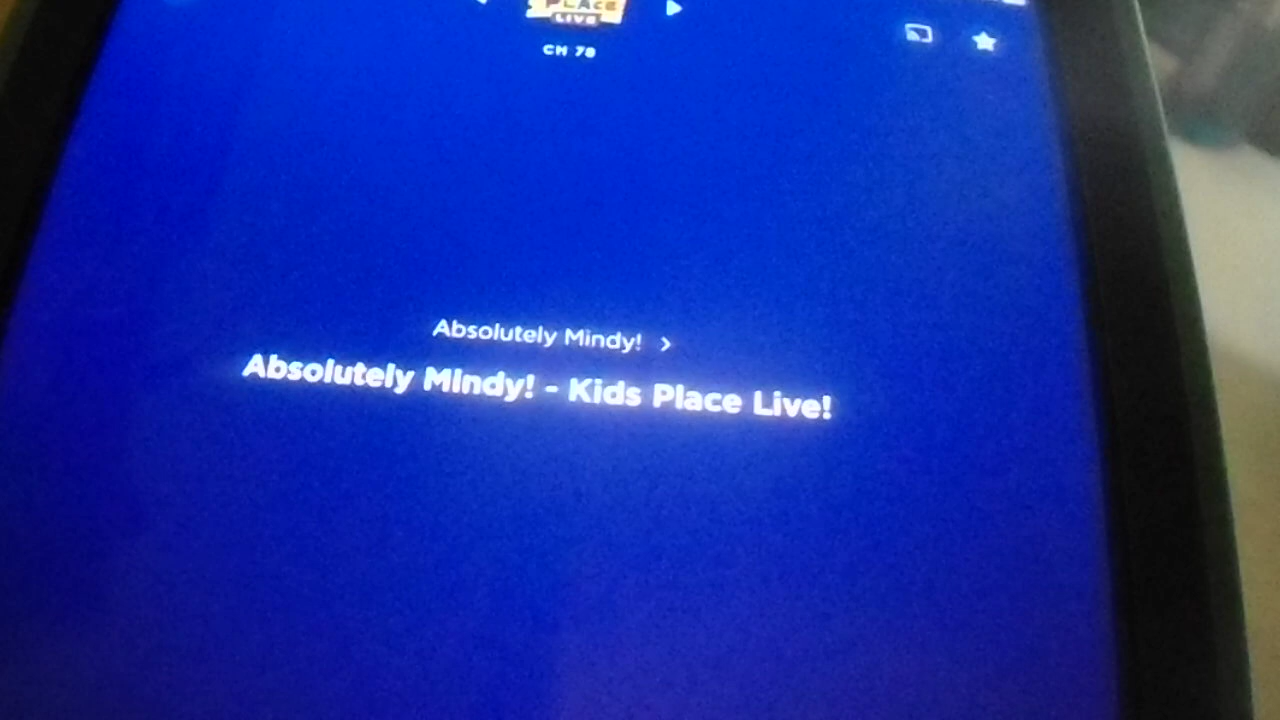 PLACE
LIVE
CH 78
Absolutely Mindy!
Absolutely Mindy! - Kids Place Live!